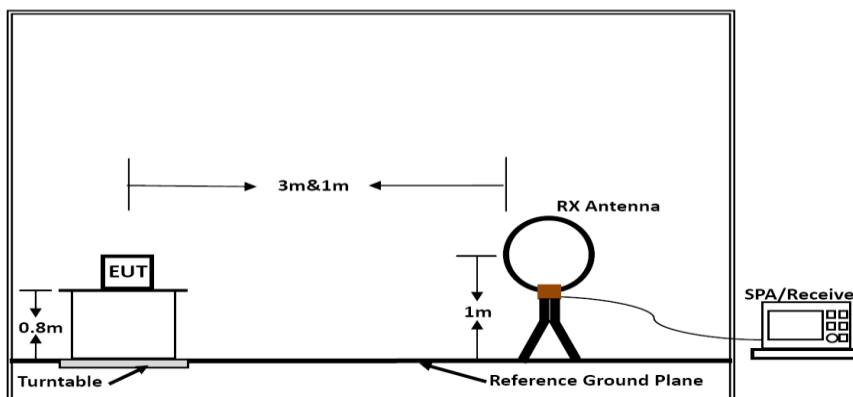 3m&1m
RX Antenna
EUT
SPA/Receive
0.8m
1m
Turntable
Reference Ground Plane